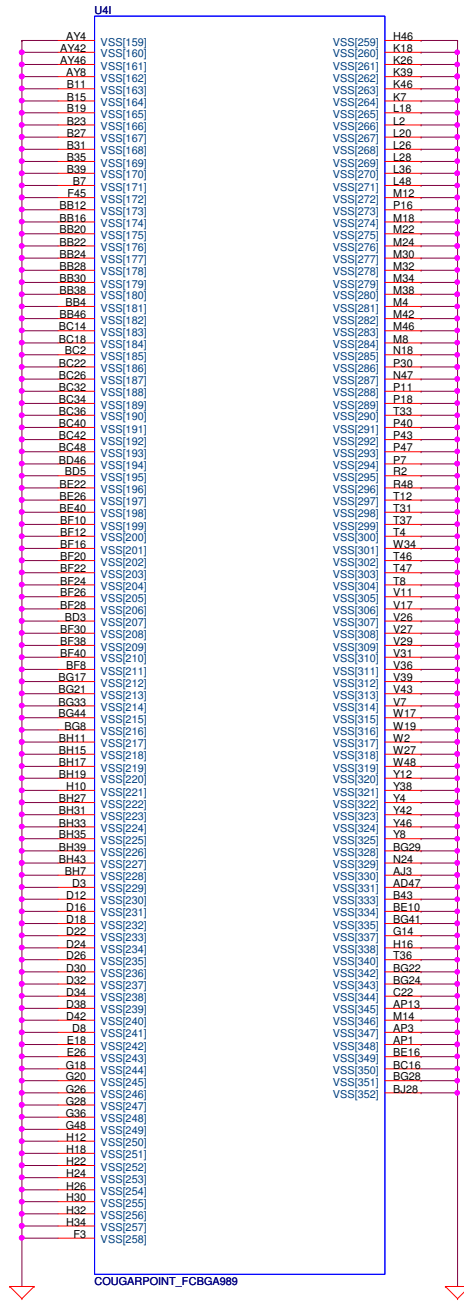 U4I
AY4 VSS[159]
AY42 VSS[160]
AY46 VSS[161]
AY8 VSS[162]
B11 VSS[163]
B15 VSS[164]
B19 VSS[165]
B23 VSS[166]
B27 VSS[167]
B31 VSS[168]
B35 VSS[169]
B39 VSS[170]
B7 VSS[171]
F45 VSS[172]
BB12 VSS[173]
BB16 VSS[174]
BB20 VSS[175]
BB22 VSS[176]
BB24 VSS[177]
BB28 VSS[178]
BB30 VSS[179]
BB38 VSS[180]
BB4 VSS[181]
BB46 VSS[182]
BC14 VSS[183]
BC18 VSS[184]
BC2 VSS[185]
BC22 VSS[186]
BC26 VSS[187]
BC32 VSS[188]
BC34 VSS[189]
BC36 VSS[190]
BC40 VSS[191]
BC42 VSS[192]
BC48 VSS[193]
BD46 VSS[194]
BD5 VSS[195]
BE22 VSS[196]
BE26 VSS[197]
BE40 VSS[198]
BF10 VSS[199]
BF12 VSS[200]
BF16 VSS[201]
BF20 VSS[202]
BF22 VSS[203]
BF24 VSS[204]
BF26 VSS[205]
BF28 VSS[206]
BD3 VSS[207]
BF30 VSS[208]
BF38 VSS[209]
BF40 VSS[210]
BF8 VSS[211]
BG17 VSS[212]
BG21 VSS[213]
BG33 VSS[214]
BG44 VSS[215]
BG8 VSS[216]
BH11 VSS[217]
BH15 VSS[218]
BH17 VSS[219]
BH19 VSS[220]
H10 VSS[221]
BH27 VSS[222]
BH31 VSS[223]
BH33 VSS[224]
BH35 VSS[225]
BH39 VSS[226]
BH43 VSS[227]
BH7 VSS[228]
D3 VSS[229]
D12 VSS[230]
D16 VSS[231]
D18 VSS[232]
D22 VSS[233]
D24 VSS[234]
D26 VSS[235]
D30 VSS[236]
D32 VSS[237]
D34 VSS[238]
D38 VSS[239]
D42 VSS[240]
D8 VSS[241]
E18 VSS[242]
E26 VSS[243]
G18 VSS[244]
G20 VSS[245]
G26 VSS[246]
G28 VSS[247]
G36 VSS[248]
G48 VSS[249]
H12 VSS[250]
H18 VSS[251]
H22 VSS[252]
H24 VSS[253]
H26 VSS[254]
H30 VSS[255]
H32 VSS[256]
H34 VSS[257]
F3 VSS[258]
VSS[259] H46
VSS[260] K18
VSS[261] K26
VSS[262] K39
VSS[263] K46
VSS[264] K7
VSS[265] L18
VSS[266] L2
VSS[267] L20
VSS[268] L26
VSS[269] L28
VSS[270] L36
VSS[271] L48
VSS[272] M12
VSS[273] P16
VSS[274] M18
VSS[275] M22
VSS[276] M24
VSS[277] M30
VSS[278] M32
VSS[279] M34
VSS[280] M38
VSS[281] M4
VSS[282] M42
VSS[283] M46
VSS[284] M8
VSS[285] N18
VSS[286] P30
VSS[287] N47
VSS[288] P11
VSS[289] P18
VSS[290] T33
VSS[291] P40
VSS[292] P43
VSS[293] P47
VSS[294] P7
VSS[295] R2
VSS[296] R48
VSS[297] T12
VSS[298] T31
VSS[299] T37
VSS[300] T4
VSS[301] W34
VSS[302] T46
VSS[303] T47
VSS[304] T8
VSS[305] V11
VSS[306] V17
VSS[307] V26
VSS[308] V27
VSS[309] V29
VSS[310] V31
VSS[311] V36
VSS[312] V39
VSS[313] V43
VSS[314] V7
VSS[315] W17
VSS[316] W19
VSS[317] W2
VSS[318] W27
VSS[319] W48
VSS[320] Y12
VSS[321] Y38
VSS[322] Y4
VSS[323] Y42
VSS[324] Y46
VSS[325] Y8
VSS[328] BG29
VSS[329] N24
VSS[330] AJ3
VSS[331] AD47
VSS[333] B43
VSS[334] BE10
VSS[335] BG41
VSS[337] G14
VSS[338] H16
VSS[340] T36
VSS[342] BG22
VSS[343] BG24
VSS[344] C22
VSS[345] AP13
VSS[346] M14
VSS[347] AP3
VSS[348] AP1
VSS[349] BE16
VSS[350] BC16
VSS[351] BG28
VSS[352] BJ28
COUGARPOINT_FCBGA989